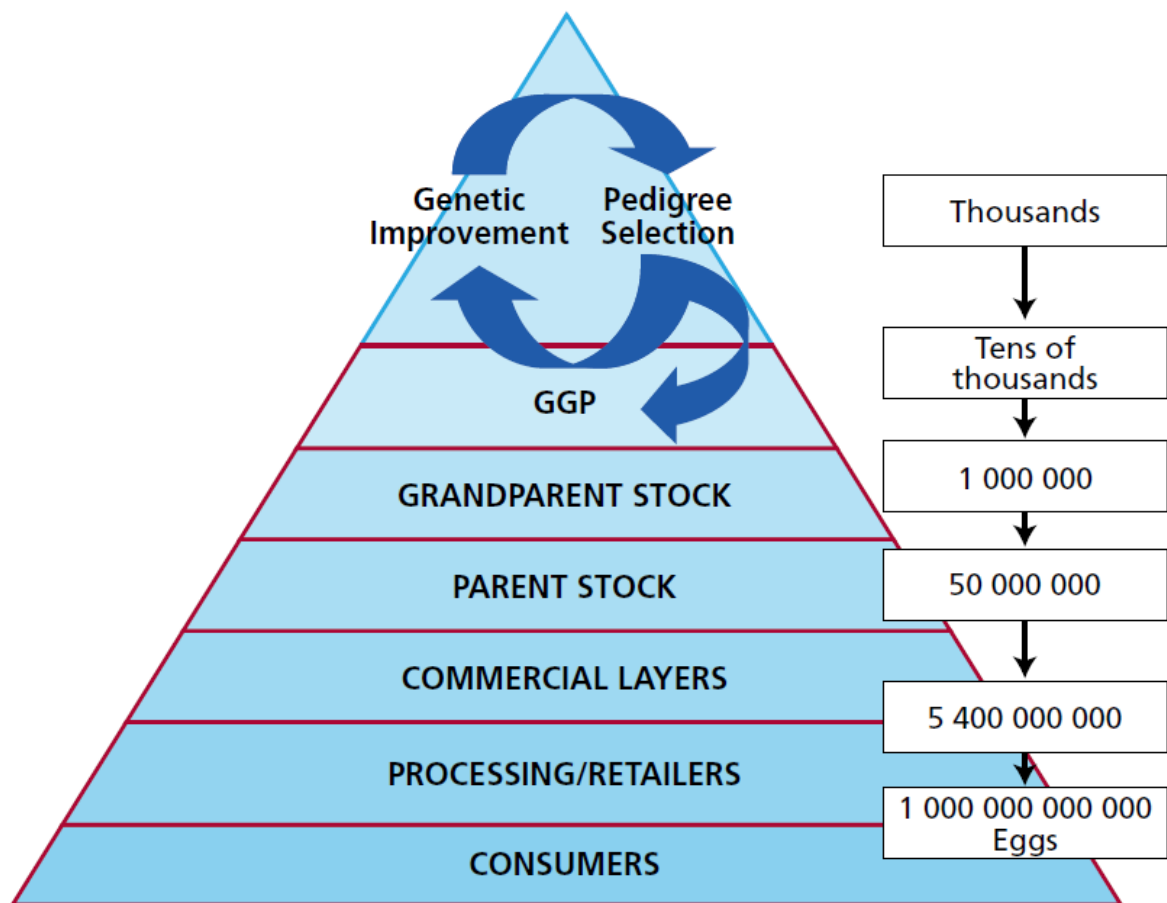 Genetic
Improvement
Pedigree
Selection
GGP
GRANDPARENT STOCK
PARENT STOCK
COMMERCIAL LAYERS
PROCESSING/RETAILERS
CONSUMERS
Thousands
Tens of
thousands
1 000 000
50 000 000
5 400 000 000
1 000 000 000 000
Eggs